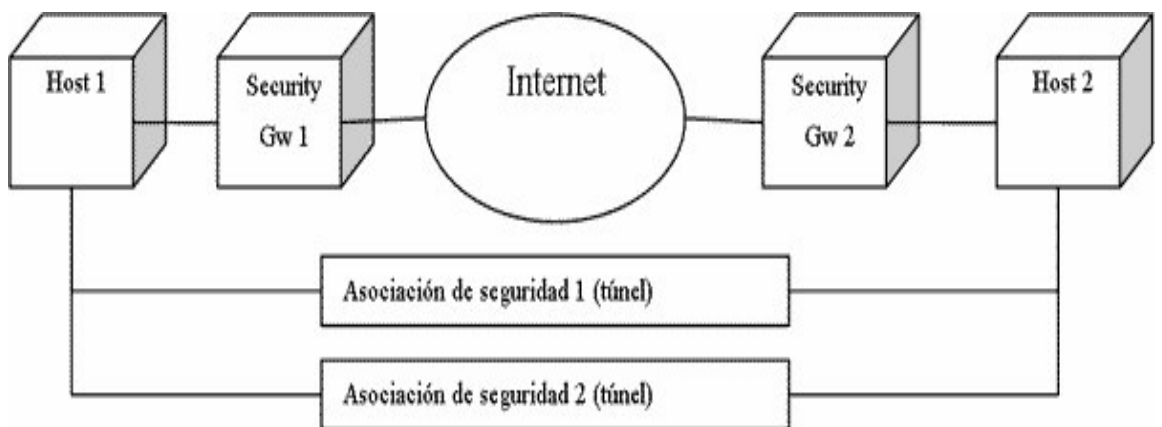 Host 1
Security
Gw 1
Internet
Security
Gw 2
Host 2
Asociación de seguridad 1 (túnel)
Asociación de seguridad 2 (túnel)